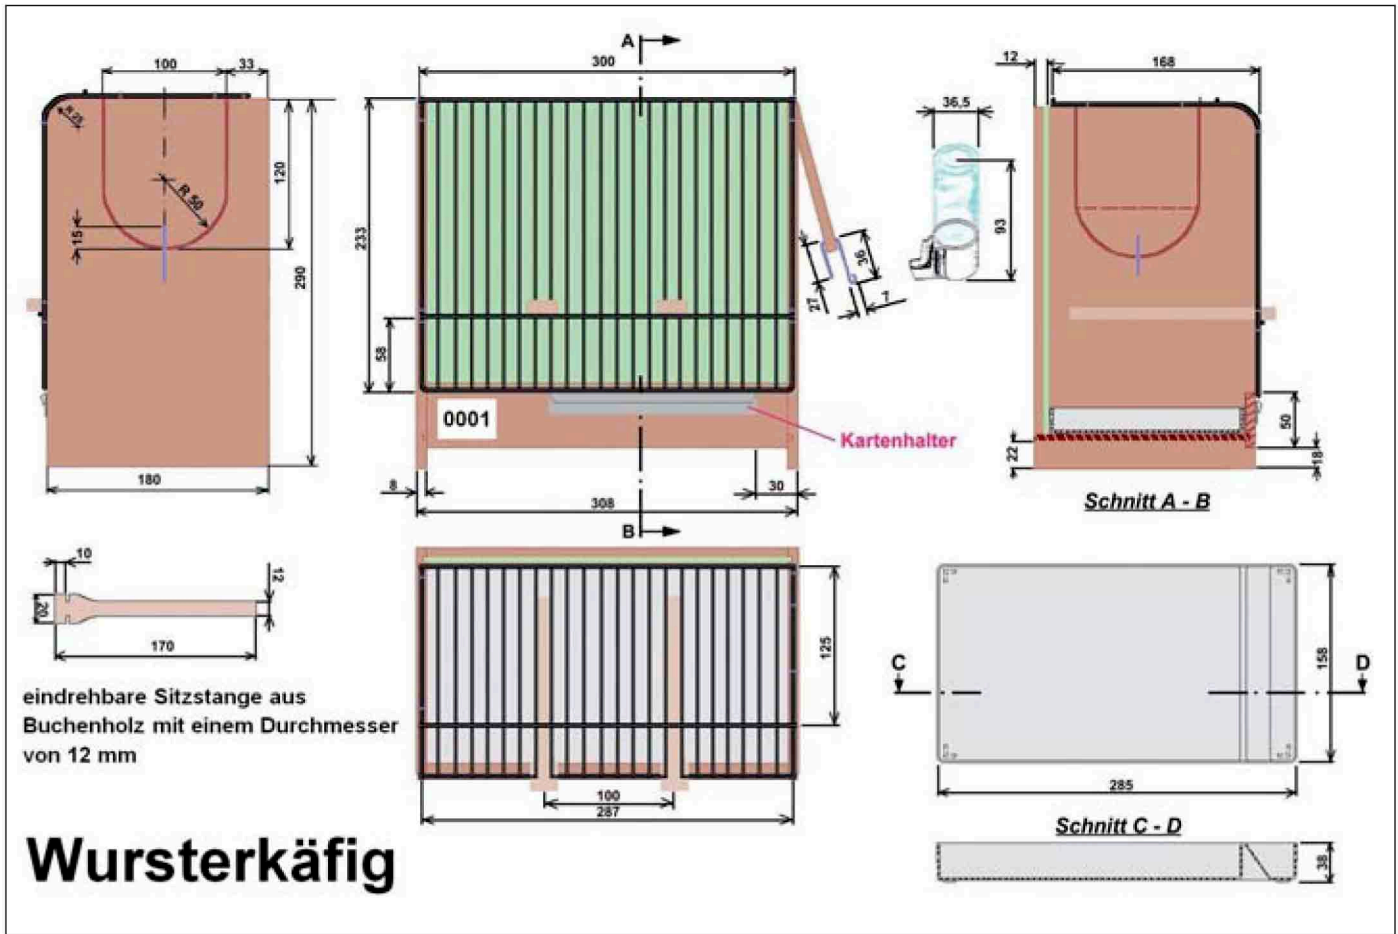 A
100
33
300
12
168
R 25
36,5
120
R 50
15
233
290
93
36
27
7
58
0001
Kartenhalter
50
22
18
180
8
30
308
Schnitt A - B
B
10
12
20
170
125
158
C
D
eindrehbare Sitzstange aus
Buchenholz mit einem Durchmesser
von 12 mm
100
287
285
Schnitt C - D
Wursterkäfig
38